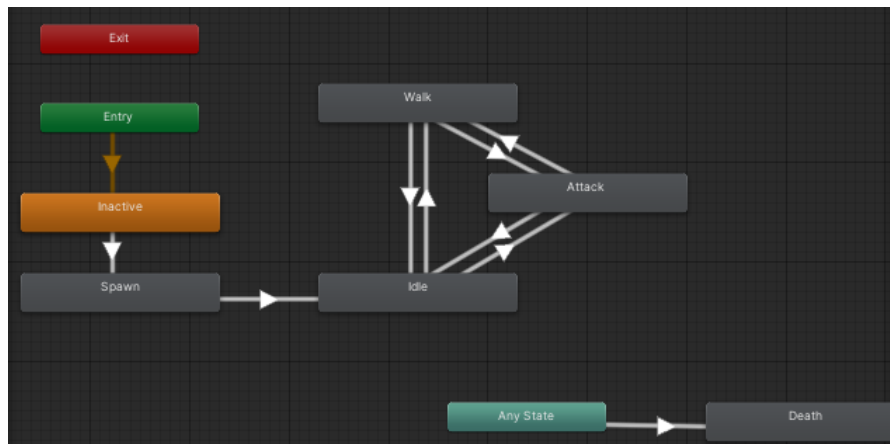 Exit
Walk
Entry
Attack
Inactive
Spawn
Idle
Any State
Death